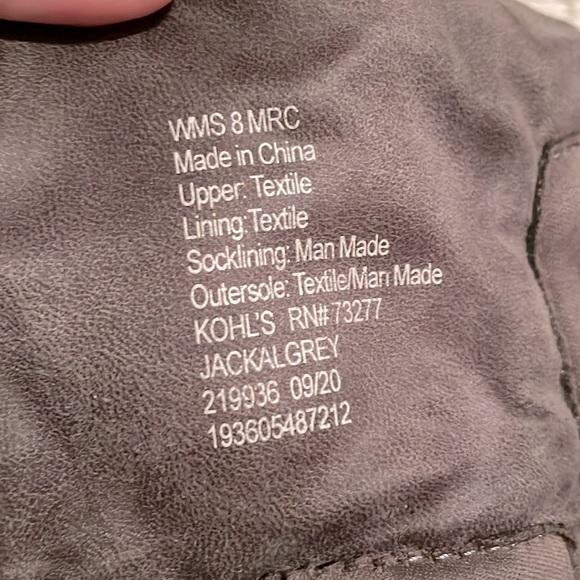 WMS 8 MRC
Made in China
Upper: Textile
Lining:Textile
Socklining: Man Made
Outersole: Textile/Man Made
KOHL'S RN# 73277
JACKALGREY
219936 09/20
193605487212